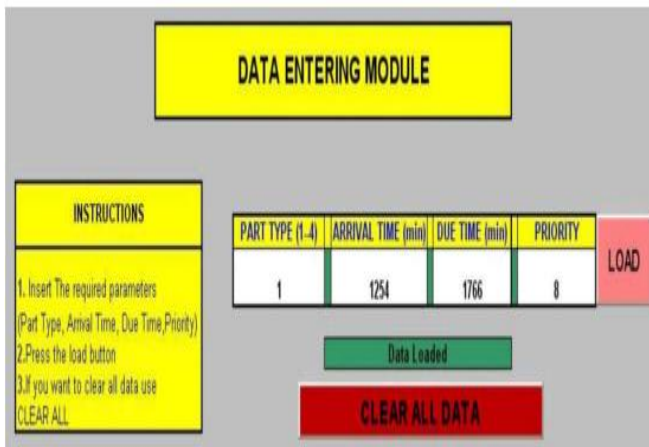 DATA ENTERING MODULE
INSTRUCTIONS
1. Insert The required parameters
(Part Type, Arrival Time, Due Time,Priority)
2.Press the load button
3.If you want to clear all data use
CLEAR ALL
PART TYPE (1-4) ARRIVAL TIME (min) DUE TIME (min) PRIORITY
1 1254 1766 8
LOAD
Data Loaded
CLEAR ALL DATA